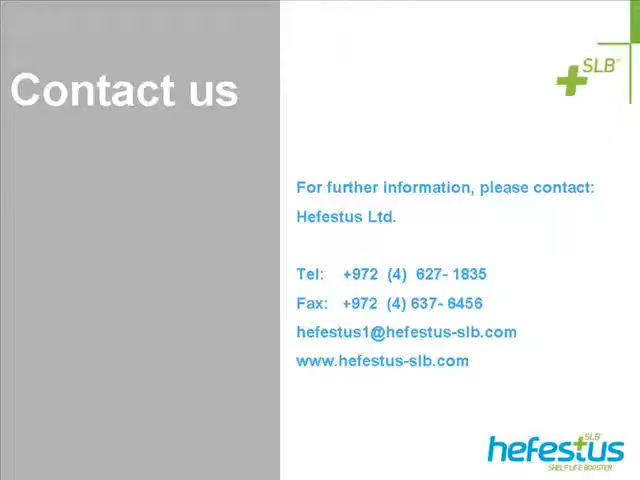 Contact us
SLB™
For further information, please contact:
Hefestus Ltd.
Tel: +972 (4) 627- 1835
Fax: +972 (4) 637- 6456
hefestus1@hefestus-slb.com
www.hefestus-slb.com
SLB
hefestus
SHELF LIFE BOOSTER